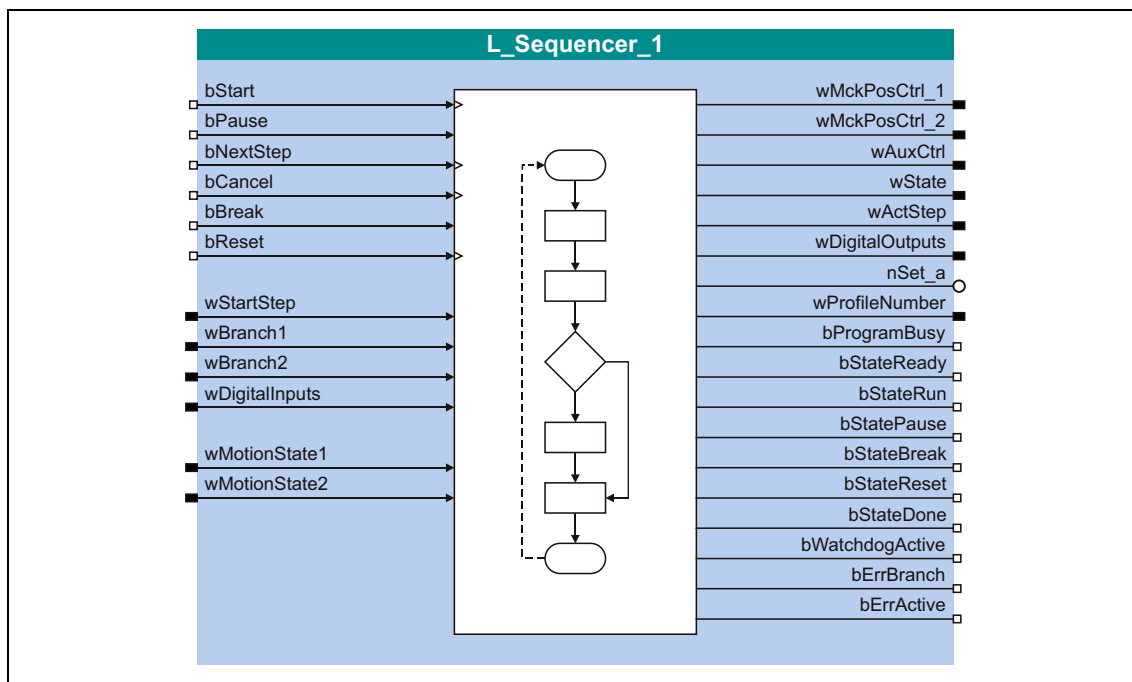 L_Sequencer_1
bStart
bPause
bNextStep
bCancel
bBreak
bReset
wStartStep
wBranch1
wBranch2
wDigitalInputs
wMotionState1
wMotionState2
wMckPosCtrl_1
wMckPosCtrl_2
wAuxCtrl
wState
wActStep
wDigitalOutputs
nSet_a
wProfileNumber
bProgramBusy
bStateReady
bStateRun
bStatePause
bStateBreak
bStateReset
bStateDone
bWatchdogActive
bErrBranch
bErrActive